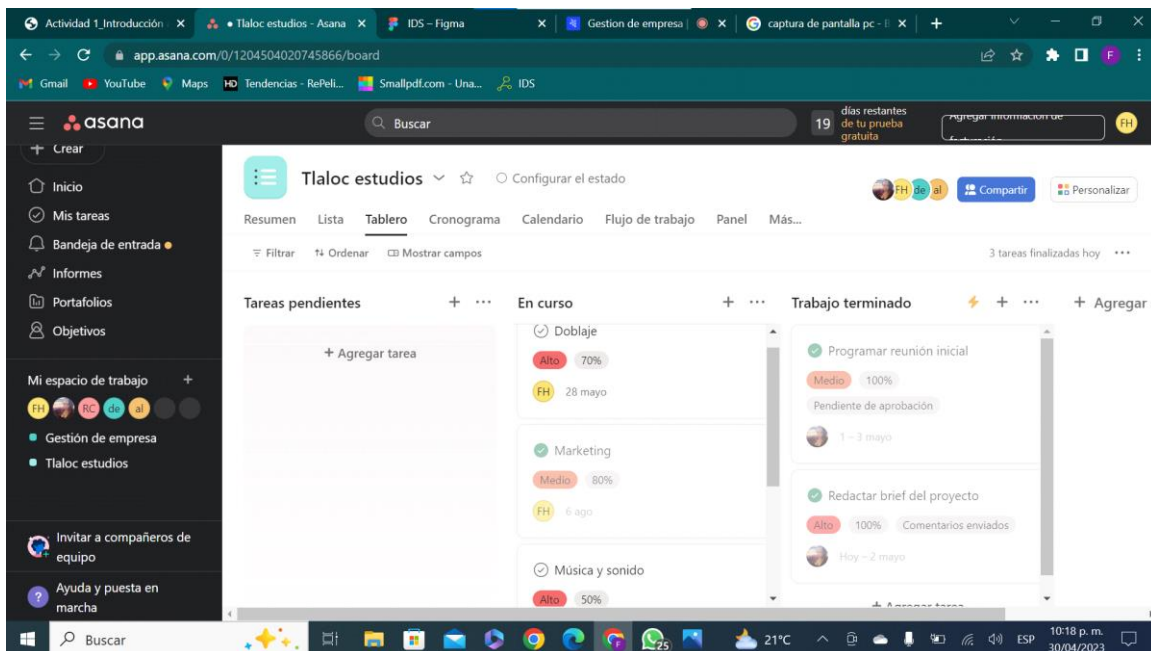 Actividad 1_Introducción
Tlaloc estudios - Asana
IDS – Figma
Gestion de empresa |
captura de pantalla pc -
app.asana.com/0/1204504020745866/board
F
Gmail
YouTube
Maps
HD Tendencias - RePeli...
Smallpdf.com - Una...
IDS
asana
Buscar
19
días restantes
de tu prueba
gratuita
Agregar información de
FH
Crear
Inicio
Mis tareas
Bandeja de entrada
Informes
Portafolios
Objetivos
Mi espacio de trabajo +
FH RC de al
Gestión de empresa
Tlaloc estudios
Invitar a compañeros de
equipo
? Ayuda y puesta en
marcha
Tlaloc estudios
Configurar el estado
FH de al
Compartir
Personalizar
Resumen Lista Tablero Cronograma Calendario Flujo de trabajo Panel Más...
Filtrar
Ordenar
Mostrar campos
3 tareas finalizadas hoy ...
Tareas pendientes + ...
+ Agregar tarea
En curso + ...
Doblaje
Alto 70%
FH 28 mayo
Marketing
Medio 80%
FH 6 ago
Música y sonido
Alto 50%
Trabajo terminado + ...
Programar reunión inicial
Medio 100%
Pendiente de aprobación
1 – 3 mayo
Redactar brief del proyecto
Alto 100% Comentarios enviados
Hoy – 2 mayo
+ Agregar tarea
+ Agregar
Buscar
25
21°C
ESP
10:18 p. m.
30/04/2023